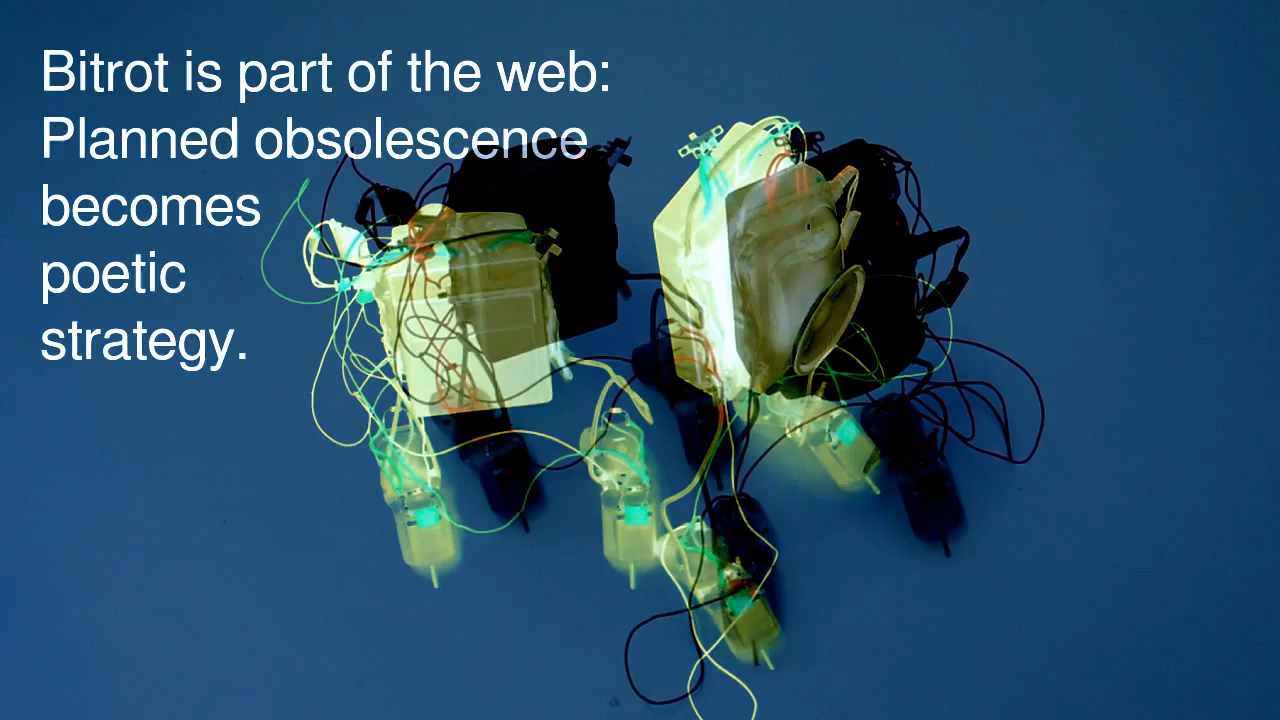 Bitrot is part of the web:
Planned obsolescence
becomes
poetic
strategy.